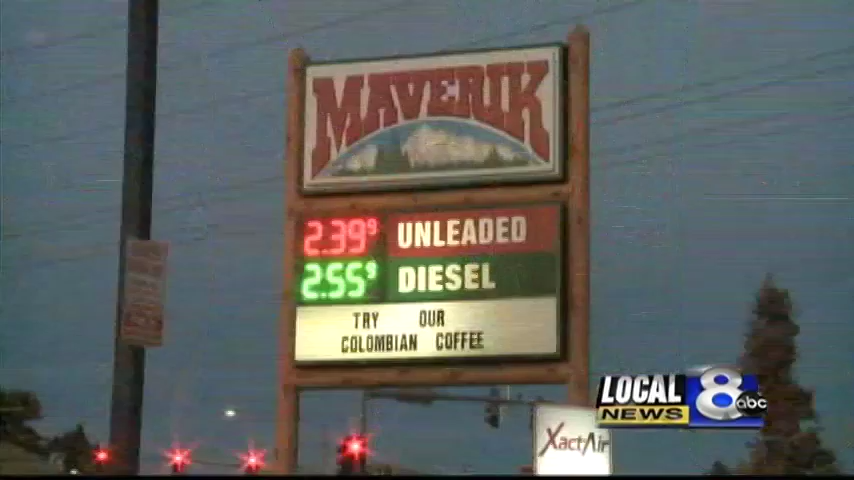 MAVERIK
2.39⁹ UNLEADED
2.55⁹ DIESEL
TRY OUR
COLOMBIAN COFFEE
LOCAL 8 abc
NEWS
XactAir